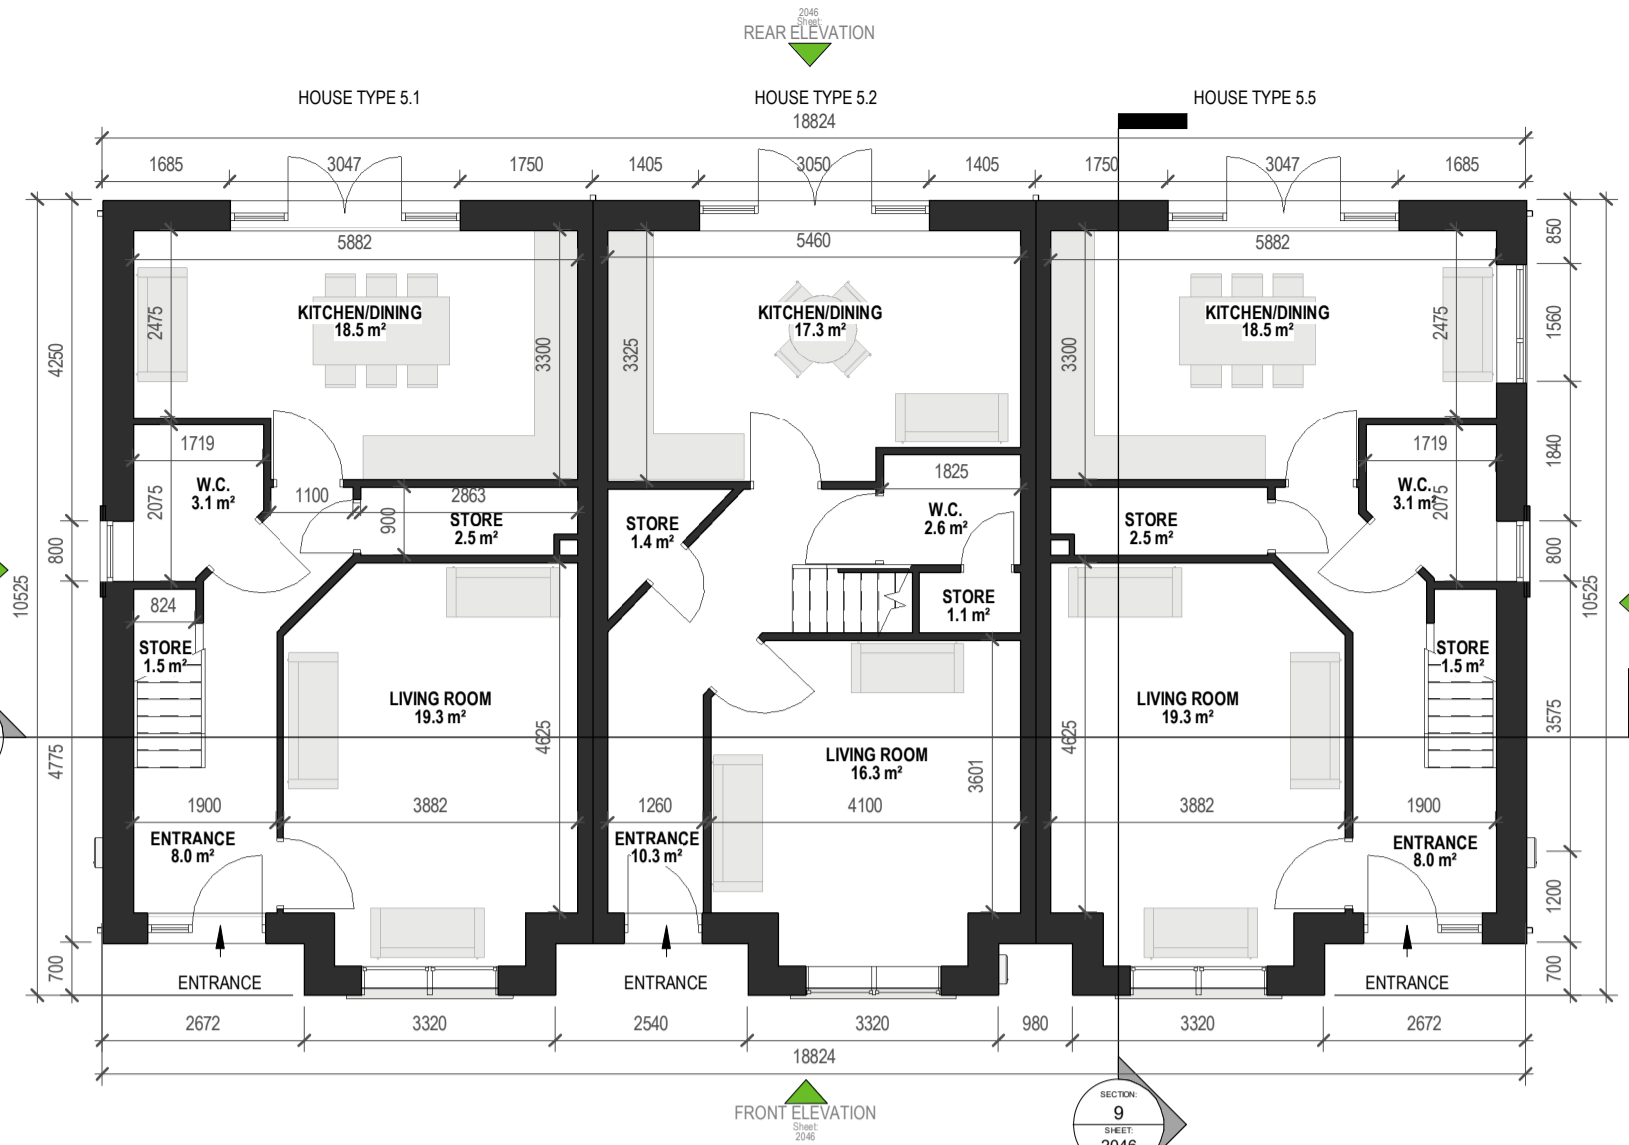 2046
Sheet:
REAR ELEVATION
HOUSE TYPE 5.1
HOUSE TYPE 5.2
HOUSE TYPE 5.5
18824
1685
3047
1750
1405
3050
1405
1750
3047
1685
5882
5460
5882
850
KITCHEN/DINING
18.5 m²
KITCHEN/DINING
17.3 m²
KITCHEN/DINING
18.5 m²
2475
3300
3325
3300
2475
1560
4250
1719
1100
2863
1825
1719
1840
W.C.
3.1 m²
2075
900
STORE
2.5 m²
STORE
1.4 m²
W.C.
2.6 m²
STORE
2.5 m²
W.C.
3.1 m²
2075
800
800
10525
10525
824
STORE
1.5 m²
STORE
1.1 m²
STORE
1.5 m²
LIVING ROOM
19.3 m²
LIVING ROOM
16.3 m²
LIVING ROOM
19.3 m²
4775
4625
3601
4625
3575
1900
3882
1260
4100
3882
1900
ENTRANCE
8.0 m²
ENTRANCE
10.3 m²
ENTRANCE
8.0 m²
1200
700
700
ENTRANCE
ENTRANCE
ENTRANCE
2672
3320
2540
3320
980
3320
2672
18824
FRONT ELEVATION
Sheet:
2046
SECTION:
9
SHEET:
2046